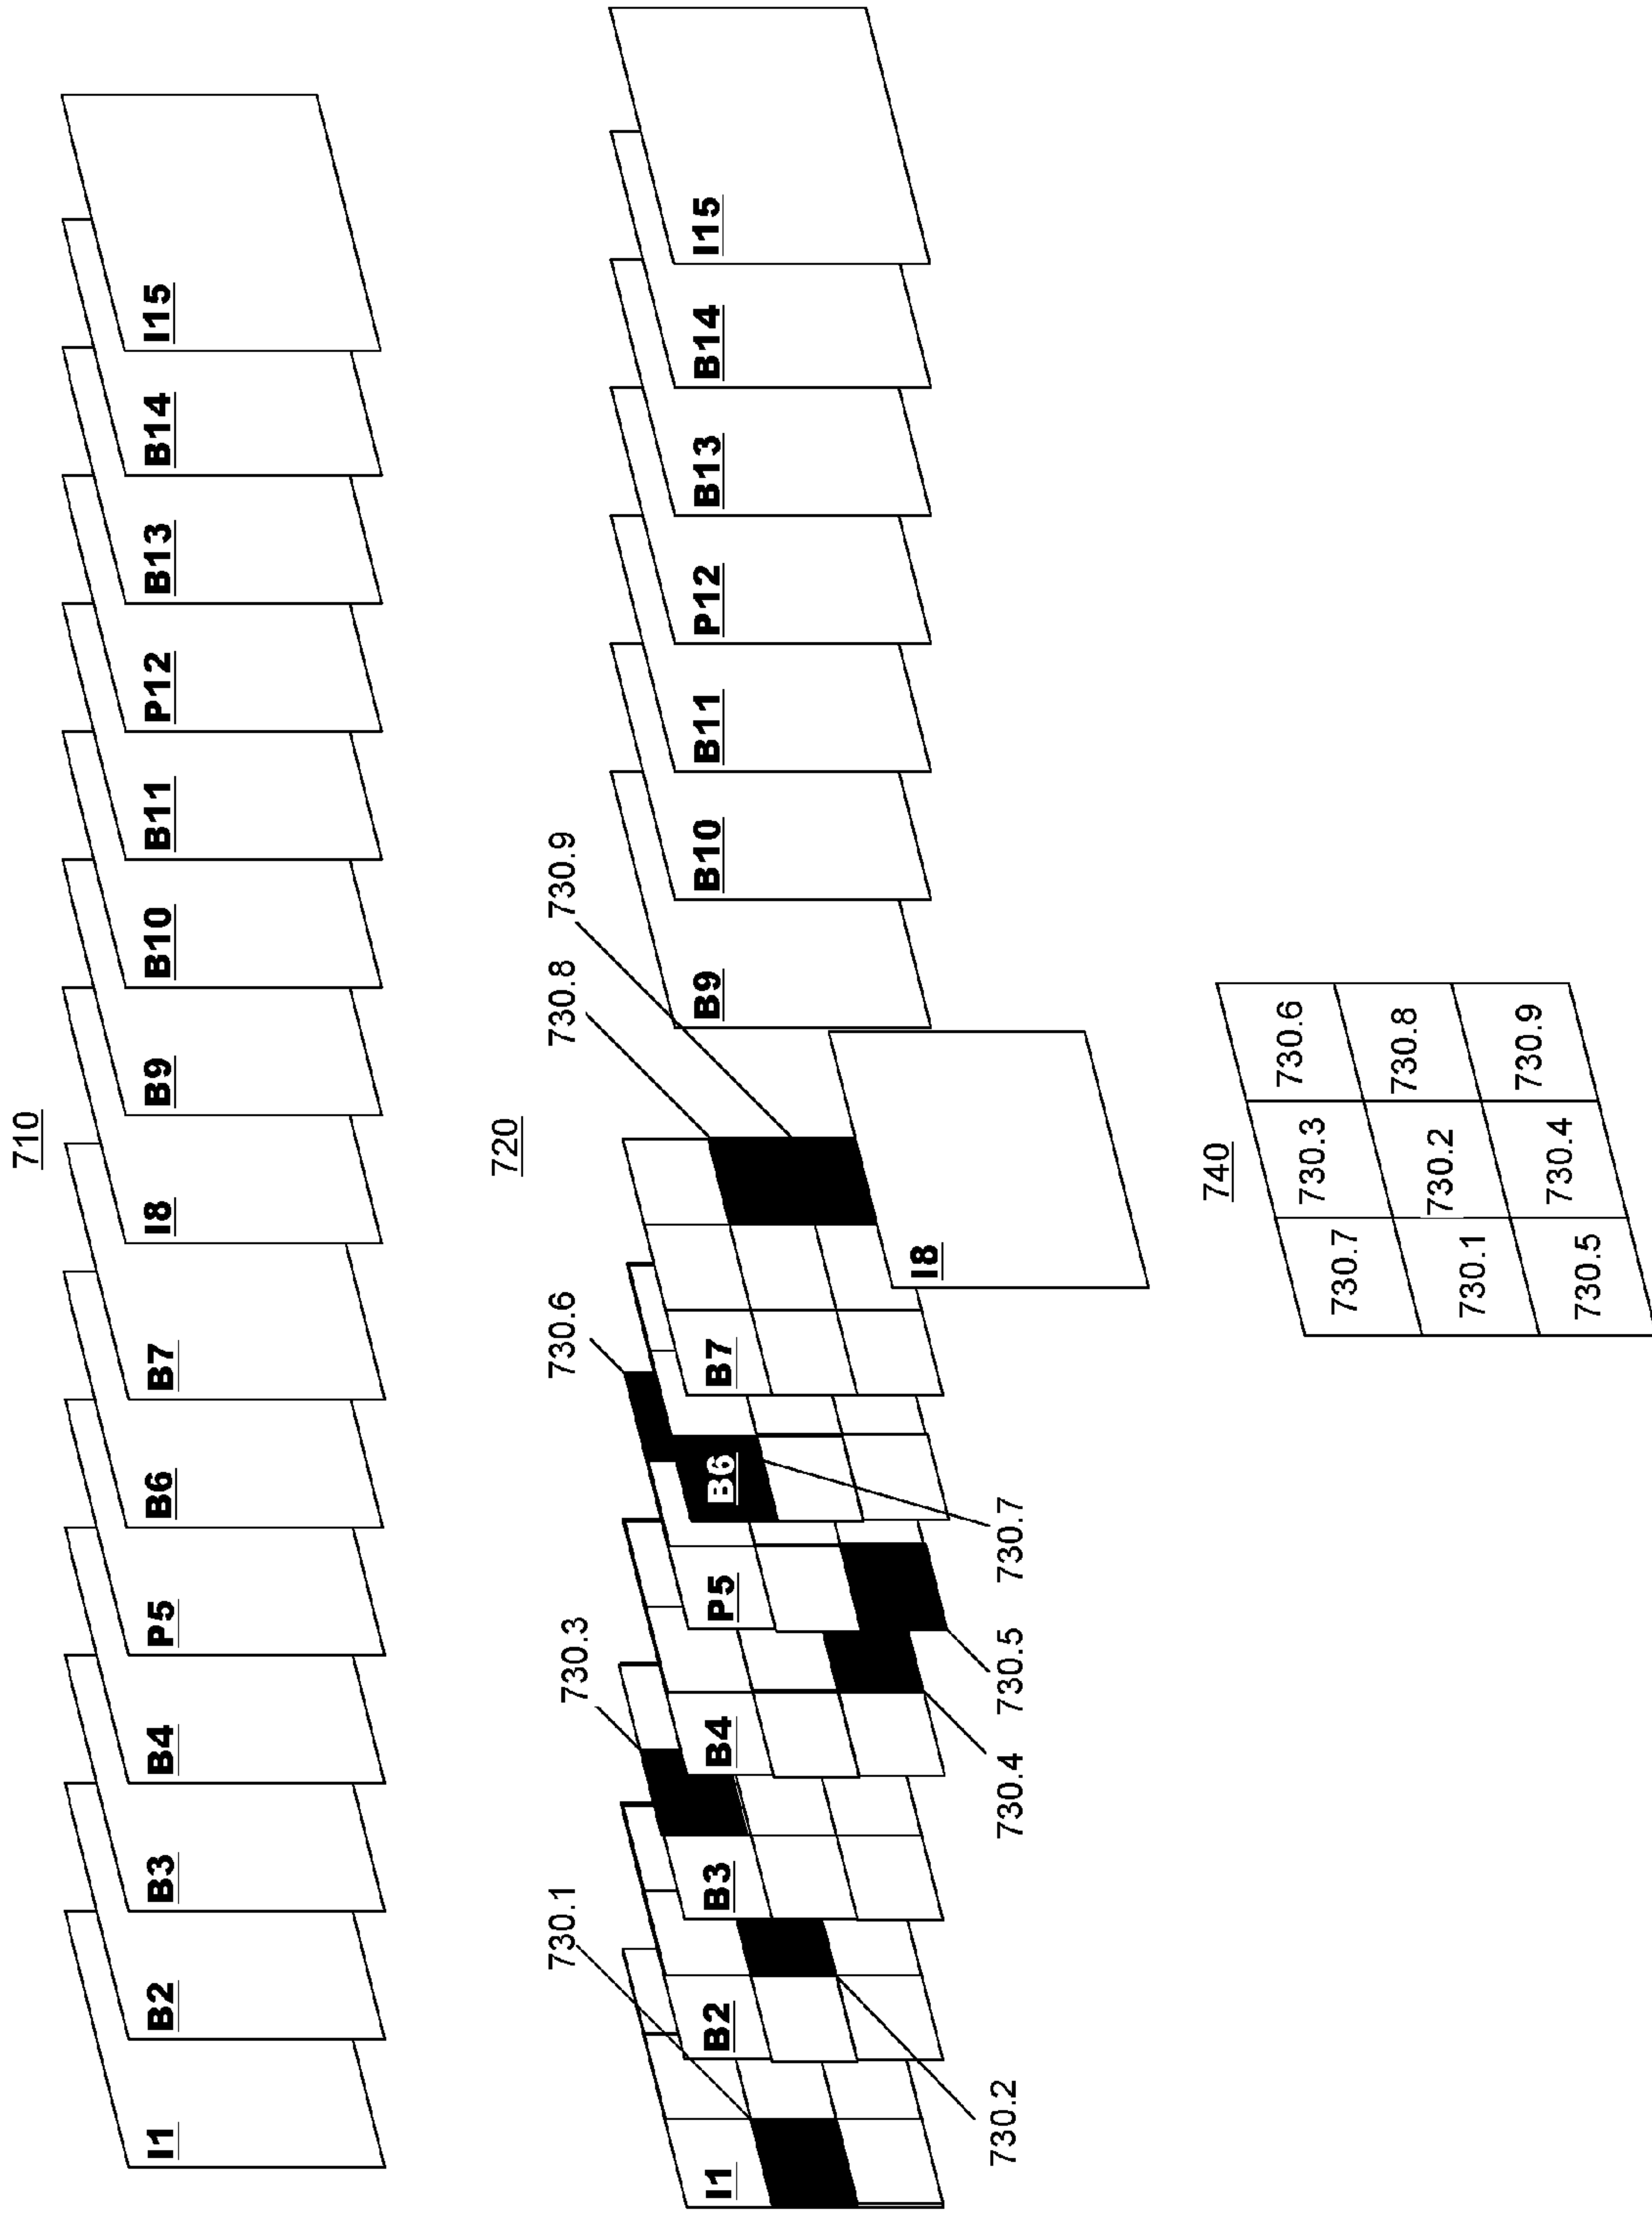 710
I1 B2 B3 B4 P5 B6 B7 I8 B9 B10 B11 P12 B13 B14 I15
720
730.1 730.3 730.6 730.8 730.9
I1 B2 B3 B4 P5 B6 B7 B9 B10 B11 P12 B13 B14 I15
I8
730.2 730.4 730.5 730.7
740
730.7 730.3 730.6
730.1 730.2 730.8
730.5 730.4 730.9